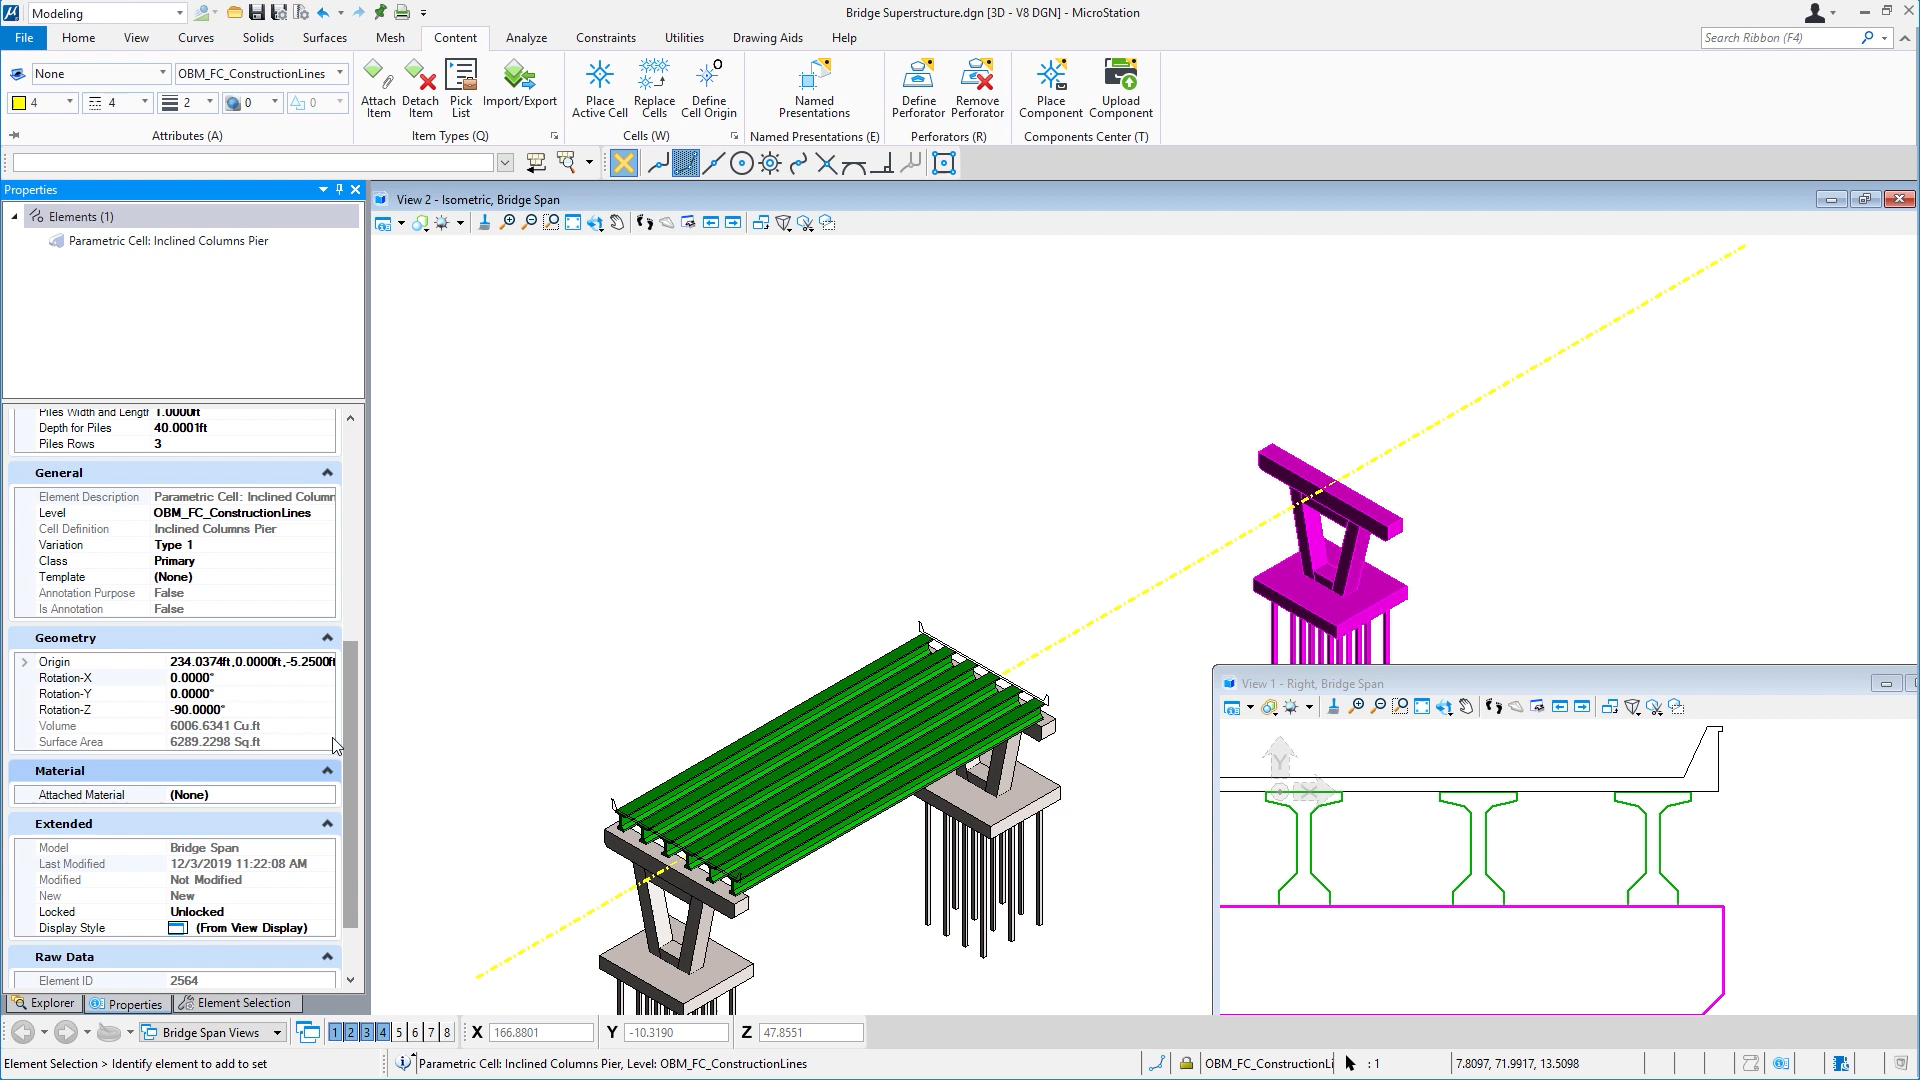 Modeling
Bridge Superstructure.dgn [3D - V8 DGN] - MicroStation
File Home View Curves Solids Surfaces Mesh Content Analyze Constraints Utilities Drawing Aids Help
Search Ribbon (F4)
None OBM_FC_ConstructionLines
4 4 2 0 0
Attributes (A)
Attach Item
Detach Item
Pick List
Import/Export
Item Types (Q)
Place Active Cell
Replace Cells
Define Cell Origin
Cells (W)
Named Presentations
Named Presentations (E)
Define Perforator
Remove Perforator
Perforators (R)
Place Component
Upload Component
Components Center (T)
Properties
Elements (1)
Parametric Cell: Inclined Columns Pier
Piles Width and Length 1.0000ft
Depth for Piles 40.0001ft
Piles Rows 3
General
Element Description Parametric Cell: Inclined Column
Level OBM_FC_ConstructionLines
Cell Definition Inclined Columns Pier
Variation Type 1
Class Primary
Template (None)
Annotation Purpose False
Is Annotation False
Geometry
Origin 234.0374ft,0.0000ft,-5.2500ft
Rotation-X 0.0000°
Rotation-Y 0.0000°
Rotation-Z -90.0000°
Volume 6006.6341 Cu.ft
Surface Area 6289.2298 Sq.ft
Material
Attached Material (None)
Extended
Model Bridge Span
Last Modified 12/3/2019 11:22:08 AM
Modified Not Modified
New New
Locked Unlocked
Display Style (From View Display)
Raw Data
Element ID 2564
Explorer Properties Element Selection
View 2 - Isometric, Bridge Span
View 1 - Right, Bridge Span
Y
X
Bridge Span Views 1 2 3 4 5 6 7 8 X 166.8801 Y -10.3190 Z 47.8551
Element Selection > Identify element to add to set
Parametric Cell: Inclined Columns Pier, Level: OBM_FC_ConstructionLines
OBM_FC_ConstructionLi : 1 7.8097, 71.9917, 13.5098